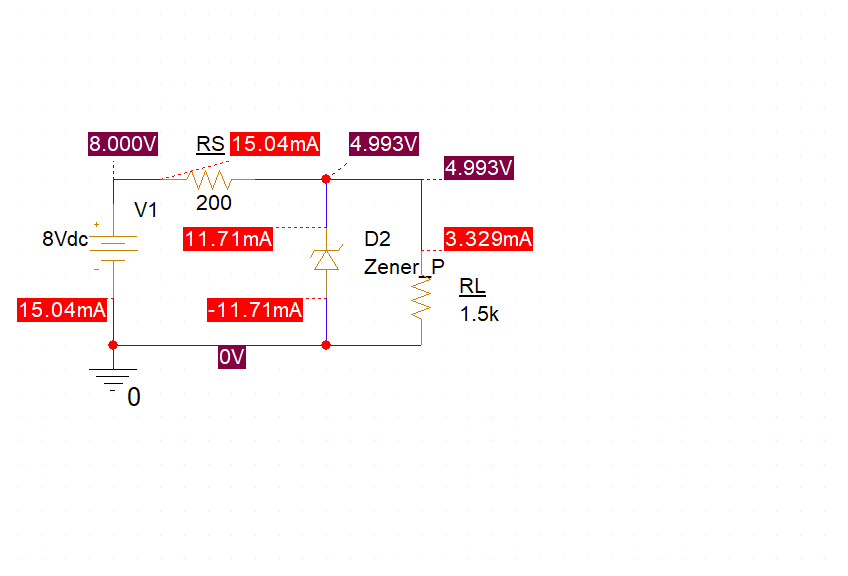 8.000V
RS
15.04mA
4.993V
4.993V
200
V1
8Vdc
+
-
11.71mA
D2
Zener_P
3.329mA
RL
1.5k
15.04mA
-11.71mA
0V
0